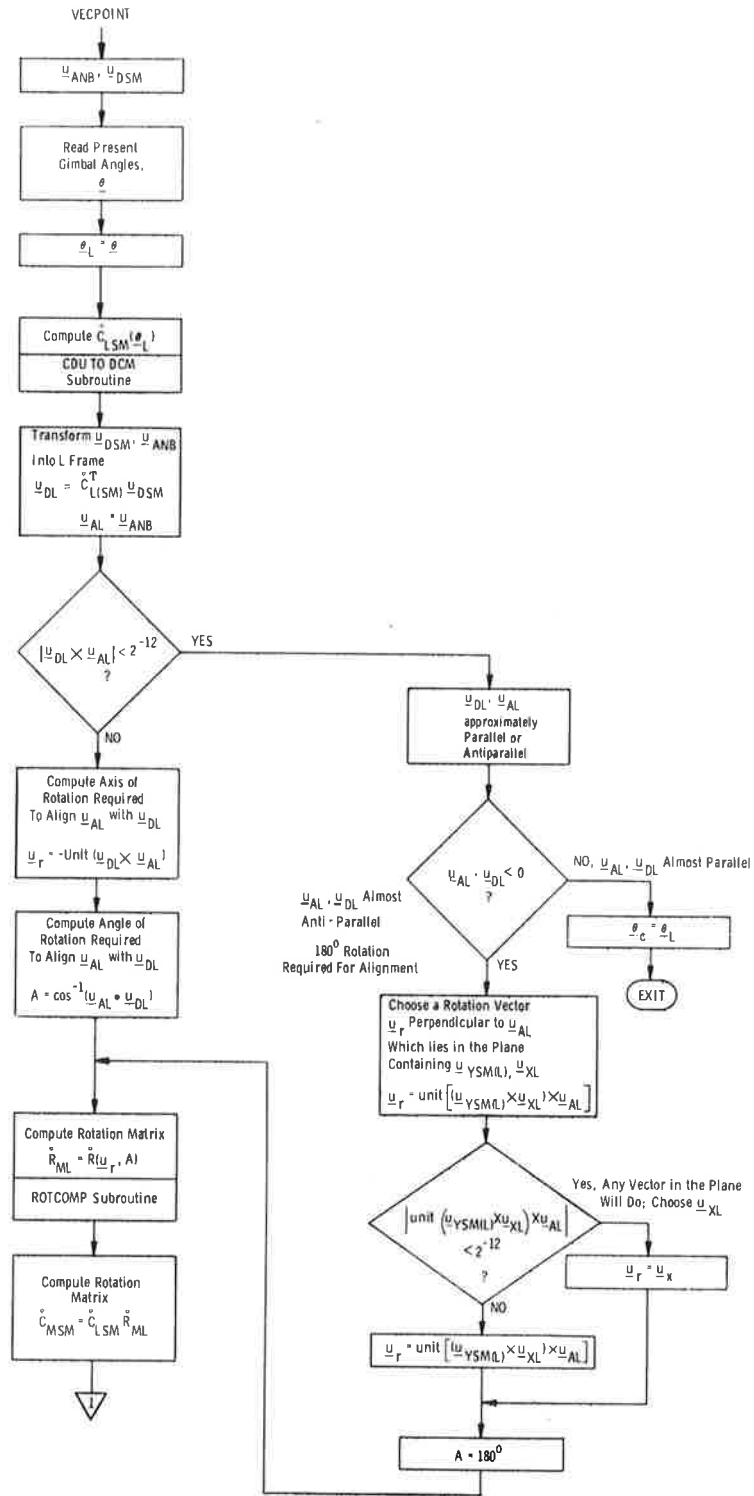 VECPOINT
u_ANB, u_DSM
Read Present
Gimbal Angles,
θ
θ_L = θ
Compute C*_LSM(θ_L)
CDU TO DCM
Subroutine
Transform u_DSM, u_ANB
Into L Frame
u_DL = C*^T_L(SM) u_DSM
u_AL = u_ANB
|u_DL × u_AL| < 2^-12
?
YES
NO
Compute Axis of
Rotation Required
To Align u_AL with u_DL
u_r = -Unit (u_DL × u_AL)
Compute Angle of
Rotation Required
To Align u_AL with u_DL
A = cos^-1(u_AL • u_DL)
Compute Rotation Matrix
R*_ML = R*(u_r, A)
ROTCOMP Subroutine
Compute Rotation
Matrix
C*_MSM = C*_LSM R*_ML
1
u_DL, u_AL
approximately
Parallel or
Antiparallel
u_AL · u_DL < 0
?
NO, u_AL, u_DL Almost Parallel
θ_c = θ_L
EXIT
u_AL, u_DL Almost
Anti-Parallel
180° Rotation
Required For Alignment
YES
Choose a Rotation Vector
u_r Perpendicular to u_AL
Which lies in the Plane
Containing u_YSM(L), u_XL
u_r = unit[(u_YSM(L) × u_XL) × u_AL]
|unit (u_YSM(L) × u_XL) × u_AL|
< 2^-12
?
Yes, Any Vector in the Plane
Will Do; Choose u_XL
u_r = u_x
NO
u_r = unit[(u_YSM(L) × u_XL) × u_AL]
A = 180°